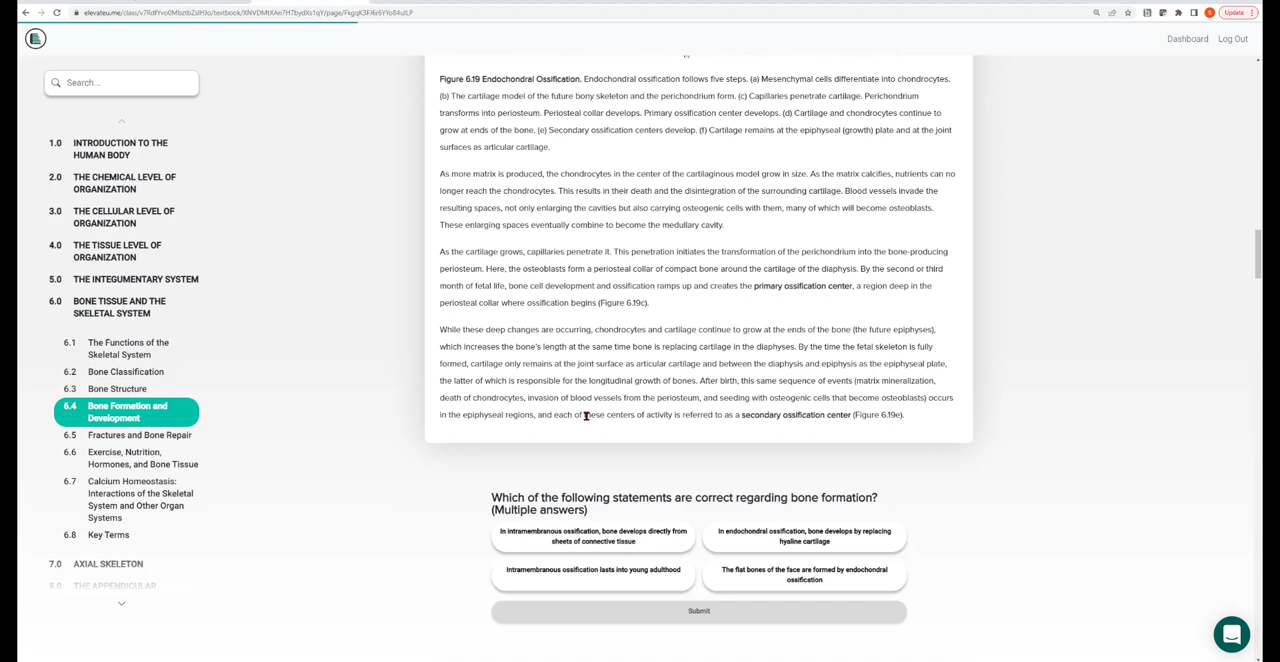 elevateu.me/class/v7RdfYvo0MbztbZslHJo/textbook/XNVDMtXAn7H7bydXs1qY/page/FkgqK3FJ6r6YYo84ulLP
S
Update
Dashboard
Log Out
Search...
1.0 INTRODUCTION TO THE
HUMAN BODY
2.0 THE CHEMICAL LEVEL OF
ORGANIZATION
3.0 THE CELLULAR LEVEL OF
ORGANIZATION
4.0 THE TISSUE LEVEL OF
ORGANIZATION
5.0 THE INTEGUMENTARY SYSTEM
6.0 BONE TISSUE AND THE
SKELETAL SYSTEM
6.1 The Functions of the
Skeletal System
6.2 Bone Classification
6.3 Bone Structure
6.4 Bone Formation and
Development
6.5 Fractures and Bone Repair
6.6 Exercise, Nutrition,
Hormones, and Bone Tissue
6.7 Calcium Homeostasis:
Interactions of the Skeletal
System and Other Organ
Systems
6.8 Key Terms
7.0 AXIAL SKELETON
8.0 THE APPENDICULAR
Figure 6.19 Endochondral Ossification. Endochondral ossification follows five steps. (a) Mesenchymal cells differentiate into chondrocytes.
(b) The cartilage model of the future bony skeleton and the perichondrium form. (c) Capillaries penetrate cartilage. Perichondrium
transforms into periosteum. Periosteal collar develops. Primary ossification center develops. (d) Cartilage and chondrocytes continue to
grow at ends of the bone. (e) Secondary ossification centers develop. (f) Cartilage remains at the epiphyseal (growth) plate and at the joint
surfaces as articular cartilage.
As more matrix is produced, the chondrocytes in the center of the cartilaginous model grow in size. As the matrix calcifies, nutrients can no
longer reach the chondrocytes. This results in their death and the disintegration of the surrounding cartilage. Blood vessels invade the
resulting spaces, not only enlarging the cavities but also carrying osteogenic cells with them, many of which will become osteoblasts.
These enlarging spaces eventually combine to become the medullary cavity.
As the cartilage grows, capillaries penetrate it. This penetration initiates the transformation of the perichondrium into the bone-producing
periosteum. Here, the osteoblasts form a periosteal collar of compact bone around the cartilage of the diaphysis. By the second or third
month of fetal life, bone cell development and ossification ramps up and creates the primary ossification center, a region deep in the
periosteal collar where ossification begins (Figure 6.19c).
While these deep changes are occurring, chondrocytes and cartilage continue to grow at the ends of the bone (the future epiphyses),
which increases the bone's length at the same time bone is replacing cartilage in the diaphyses. By the time the fetal skeleton is fully
formed, cartilage only remains at the joint surface as articular cartilage and between the diaphysis and epiphysis as the epiphyseal plate,
the latter of which is responsible for the longitudinal growth of bones. After birth, this same sequence of events (matrix mineralization,
death of chondrocytes, invasion of blood vessels from the periosteum, and seeding with osteogenic cells that become osteoblasts) occurs
in the epiphyseal regions, and each of these centers of activity is referred to as a secondary ossification center (Figure 6.19e).
Which of the following statements are correct regarding bone formation?
(Multiple answers)
In intramembranous ossification, bone develops directly from
sheets of connective tissue
In endochondral ossification, bone develops by replacing
hyaline cartilage
Intramembranous ossification lasts into young adulthood
The flat bones of the face are formed by endochondral
ossification
Submit